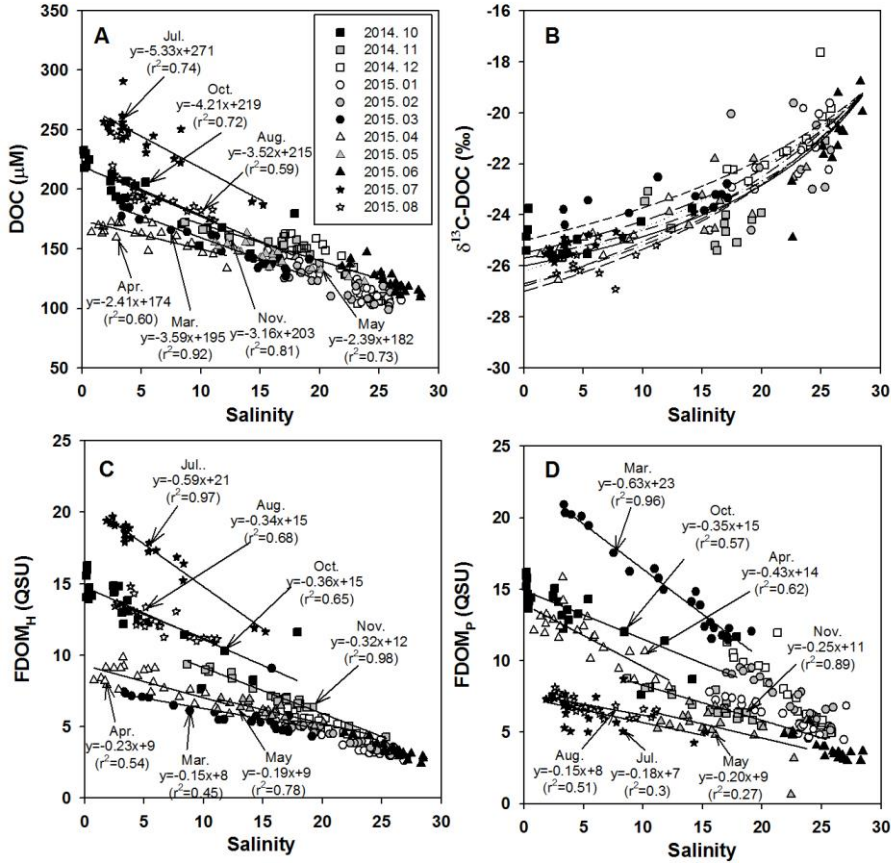 A
Jul.
y=-5.33x+271
(r²=0.74)
Oct.
y=-4.21x+219
(r²=0.72)
Aug.
y=-3.52x+215
(r²=0.59)
Apr.
y=-2.41x+174
(r²=0.60)
Mar.
y=-3.59x+195
(r²=0.92)
Nov.
y=-3.16x+203
(r²=0.81)
May
y=-2.39x+182
(r²=0.73)
2014. 10
2014. 11
2014. 12
2015. 01
2015. 02
2015. 03
2015. 04
2015. 05
2015. 06
2015. 07
2015. 08
DOC (μM)
350
300
250
200
150
100
50
0 5 10 15 20 25 30
Salinity
B
δ¹³C-DOC (‰)
-16
-18
-20
-22
-24
-26
-28
-30
0 5 10 15 20 25 30
Salinity
C
Jul..
y=-0.59x+21
(r²=0.97)
Aug.
y=-0.34x+15
(r²=0.68)
Oct.
y=-0.36x+15
(r²=0.65)
Nov.
y=-0.32x+12
(r²=0.98)
Apr.
y=-0.23x+9
(r²=0.54)
Mar.
y=-0.15x+8
(r²=0.45)
May
y=-0.19x+9
(r²=0.78)
FDOMH (QSU)
25
20
15
10
5
0
0 5 10 15 20 25 30
Salinity
D
Mar.
y=-0.63x+23
(r²=0.96)
Oct.
y=-0.35x+15
(r²=0.57)
Apr.
y=-0.43x+14
(r²=0.62)
Nov.
y=-0.25x+11
(r²=0.89)
Aug.
y=-0.15x+8
(r²=0.51)
Jul.
y=-0.18x+7
(r²=0.3)
May
y=-0.20x+9
(r²=0.27)
FDOMP (QSU)
25
20
15
10
5
0
0 5 10 15 20 25 30
Salinity